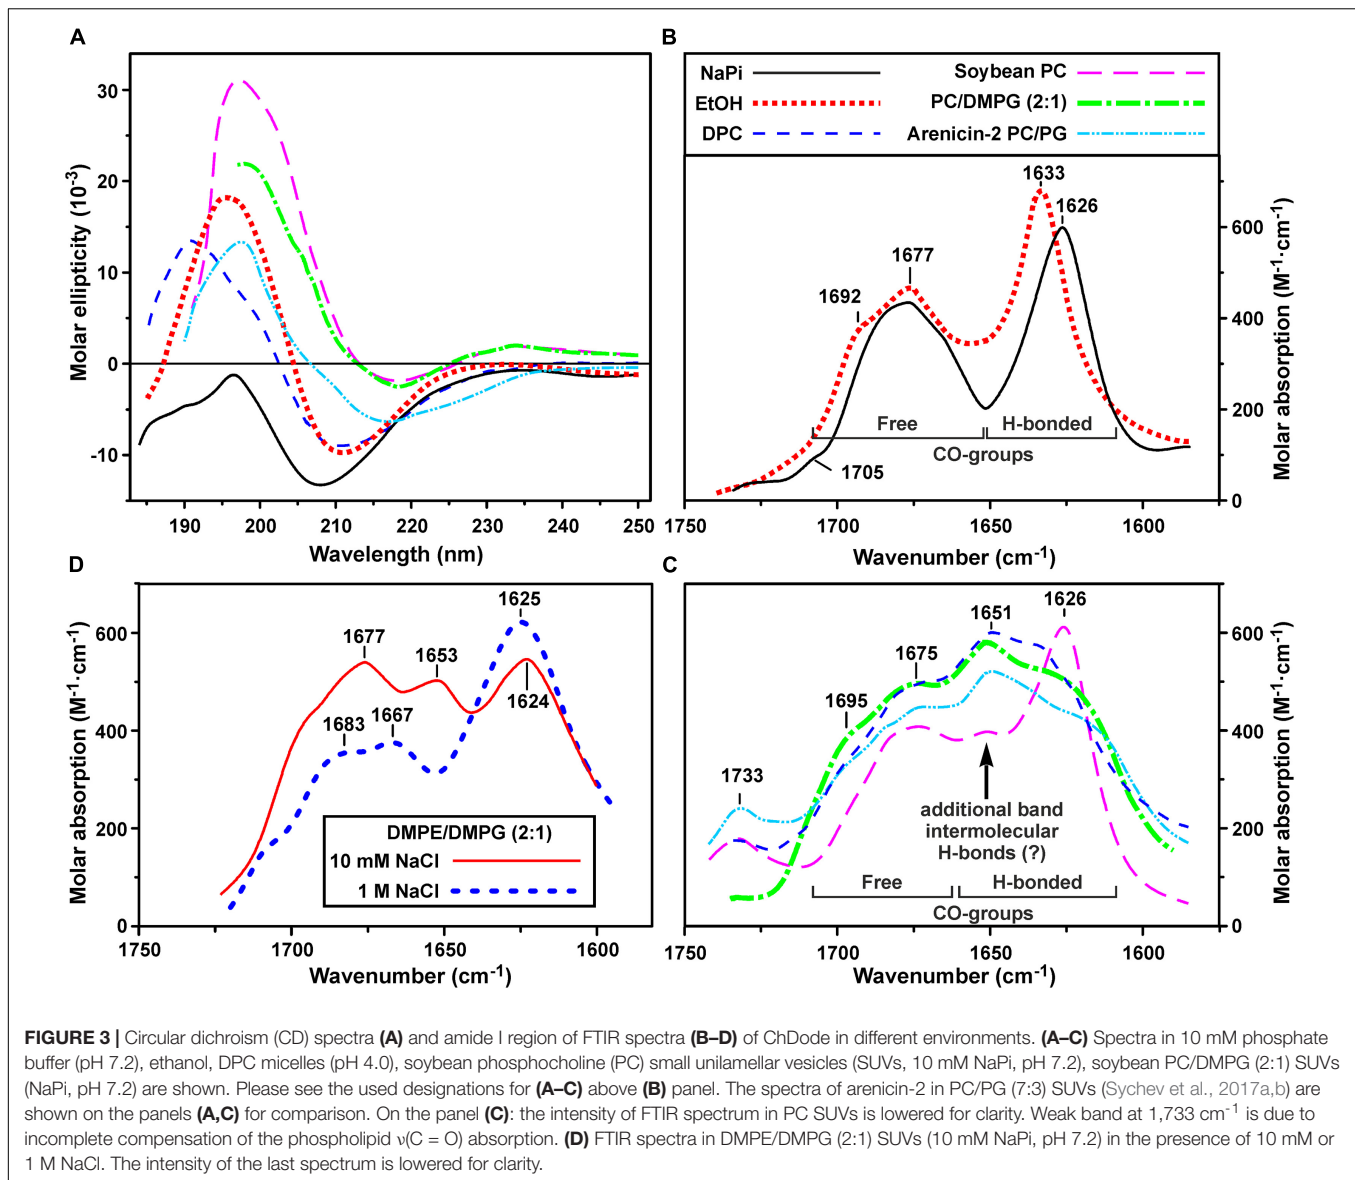 A
30
20
10
0
-10
Molar ellipticity (10⁻³)
190 200 210 220 230 240 250
Wavelength (nm)
B
NaPi
EtOH
DPC
Soybean PC
PC/DMPG (2:1)
Arenicin-2 PC/PG
1633
1626
1677
1692
1705
Free
H-bonded
CO-groups
600
400
200
0
Molar absorption (M⁻¹·cm⁻¹)
1750 1700 1650 1600
Wavenumber (cm⁻¹)
D
600
400
200
0
Molar absorption (M⁻¹·cm⁻¹)
1625
1677
1653
1624
1683
1667
DMPE/DMPG (2:1)
10 mM NaCl
1 M NaCl
1750 1700 1650 1600
Wavenumber (cm⁻¹)
C
1626
1651
1675
1695
1733
additional band
intermolecular
H-bonds (?)
Free
H-bonded
CO-groups
600
400
200
0
Molar absorption (M⁻¹·cm⁻¹)
1750 1700 1650 1600
Wavenumber (cm⁻¹)
FIGURE 3 | Circular dichroism (CD) spectra (A) and amide I region of FTIR spectra (B–D) of ChDode in different environments. (A–C) Spectra in 10 mM phosphate
buffer (pH 7.2), ethanol, DPC micelles (pH 4.0), soybean phosphocholine (PC) small unilamellar vesicles (SUVs, 10 mM NaPi, pH 7.2), soybean PC/DMPG (2:1) SUVs
(NaPi, pH 7.2) are shown. Please see the used designations for (A–C) above (B) panel. The spectra of arenicin-2 in PC/PG (7:3) SUVs (Sychev et al., 2017a,b) are
shown on the panels (A,C) for comparison. On the panel (C): the intensity of FTIR spectrum in PC SUVs is lowered for clarity. Weak band at 1,733 cm⁻¹ is due to
incomplete compensation of the phospholipid ν(C = O) absorption. (D) FTIR spectra in DMPE/DMPG (2:1) SUVs (10 mM NaPi, pH 7.2) in the presence of 10 mM or
1 M NaCl. The intensity of the last spectrum is lowered for clarity.